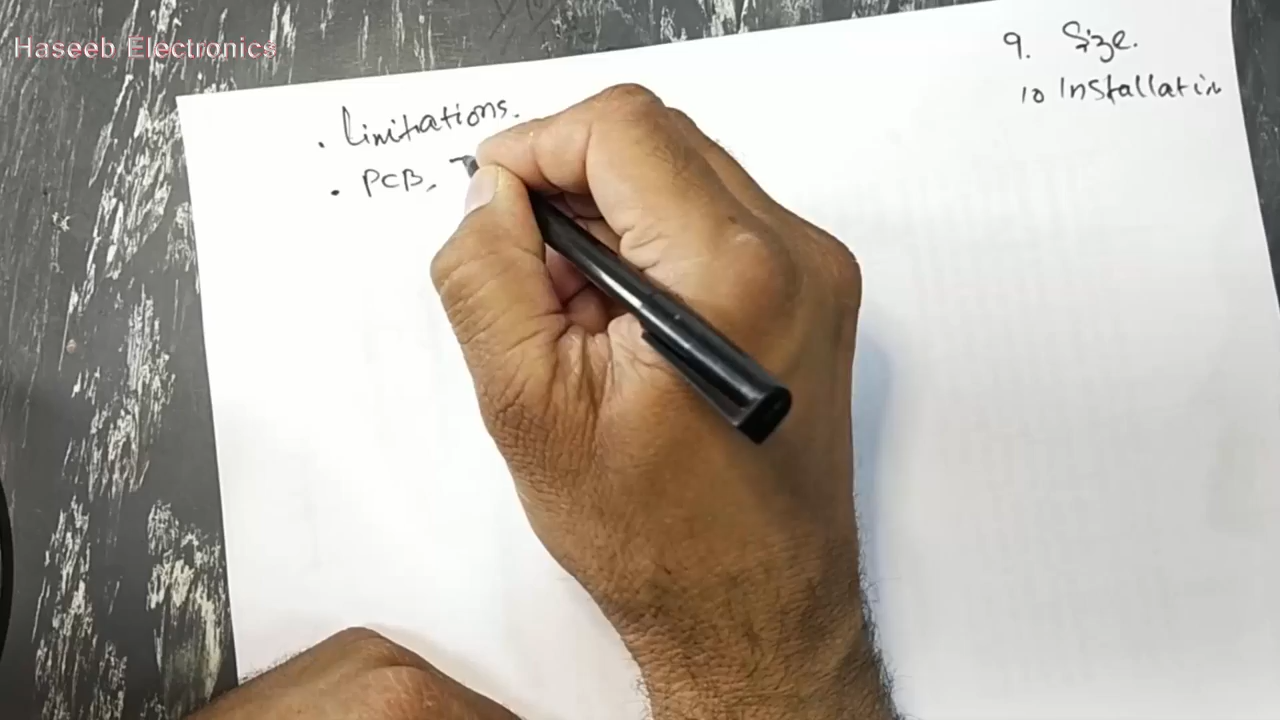 Haseeb Electronics
9. Size.
10 Installatin
. Limitations.
. PCB,